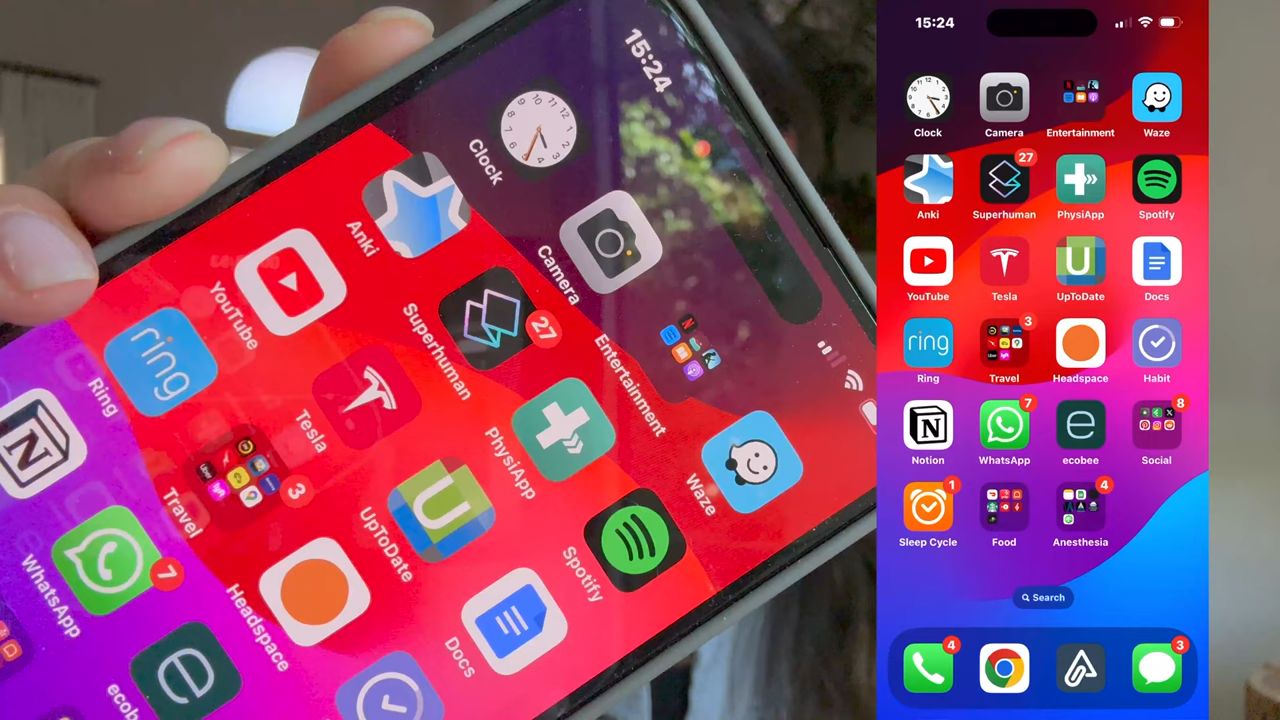 15:24
Clock
Camera
Entertainment
Waze
Anki
Superhuman
27
PhysiApp
Spotify
YouTube
Tesla
UpToDate
Docs
Ring
ring
Travel
3
Headspace
WhatsApp
7
ecob
15:24
Clock
Camera
Entertainment
Waze
27
Anki
Superhuman
PhysiApp
Spotify
YouTube
Tesla
UpToDate
Docs
ring
3
Ring
Travel
Headspace
Habit
7
8
Notion
WhatsApp
ecobee
Social
1
4
Sleep Cycle
Food
Anesthesia
Search
4
3